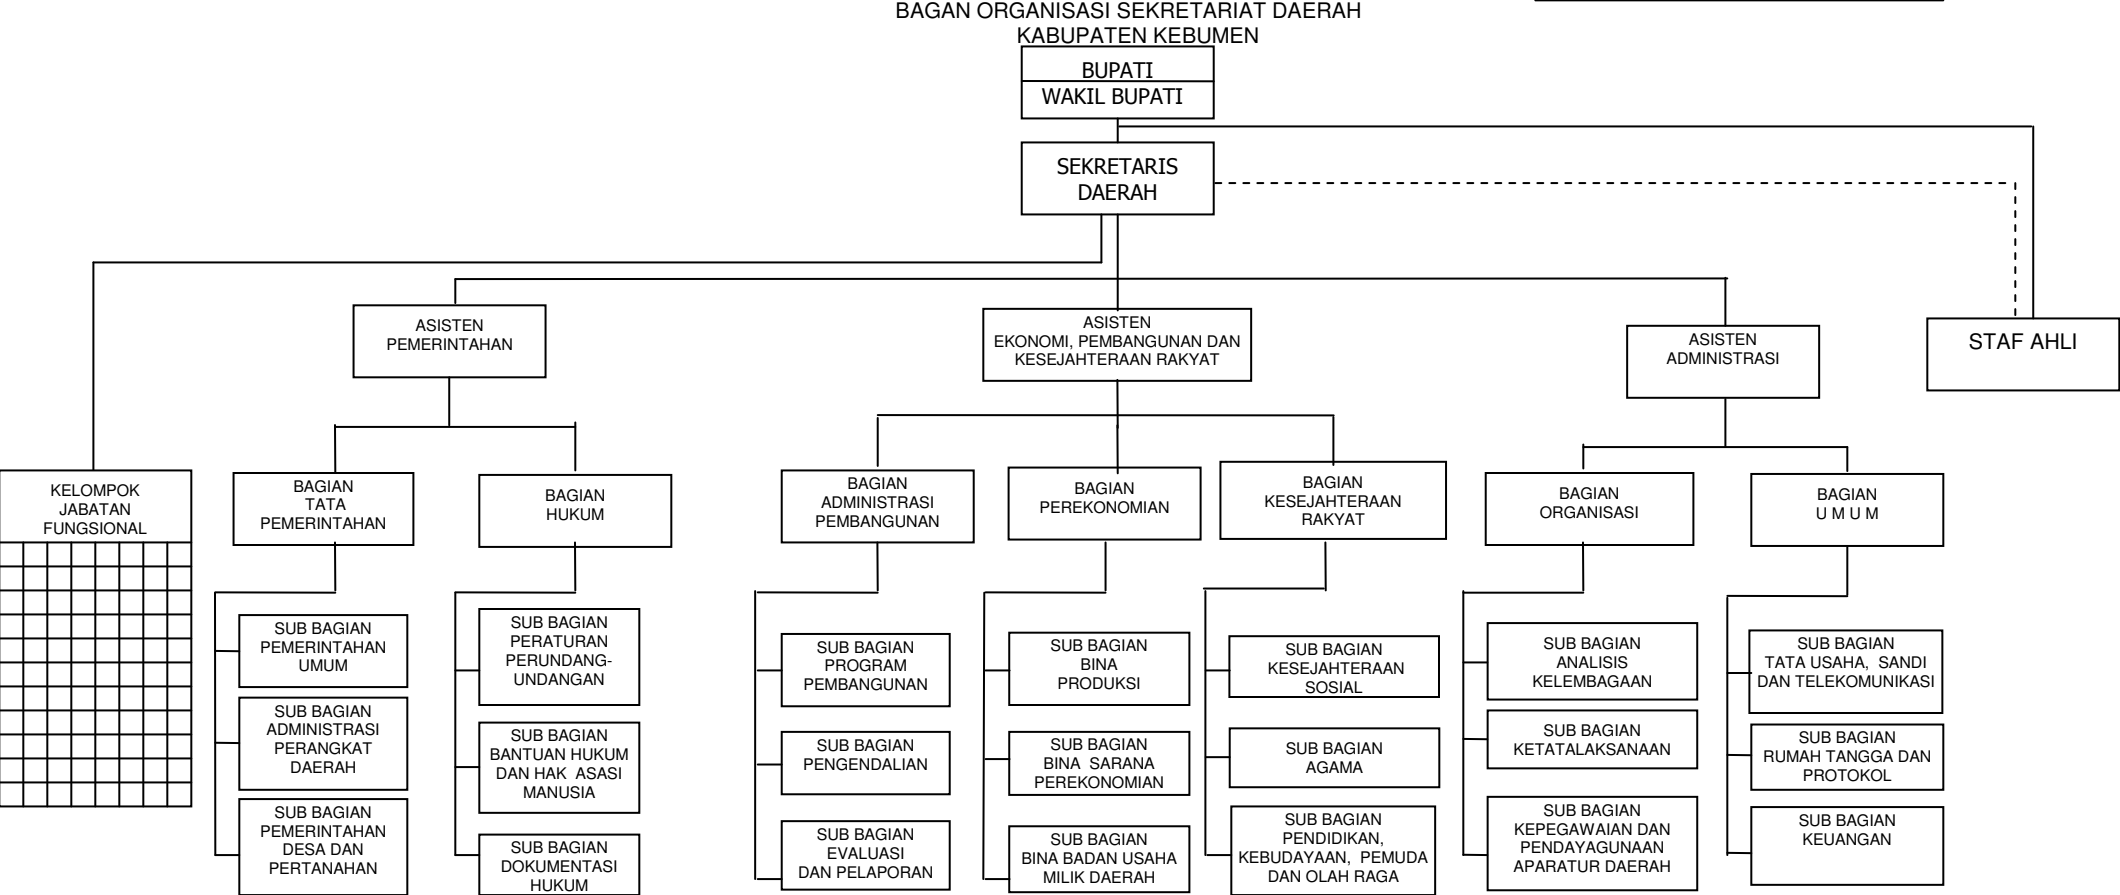 BAGAN ORGANISASI SEKRETARIAT DAERAH
KABUPATEN KEBUMEN
BUPATI
WAKIL BUPATI
SEKRETARIS
DAERAH
STAF AHLI
ASISTEN
PEMERINTAHAN
ASISTEN
EKONOMI, PEMBANGUNAN DAN
KESEJAHTERAAN RAKYAT
ASISTEN
ADMINISTRASI
KELOMPOK
JABATAN
FUNGSIONAL
BAGIAN
TATA
PEMERINTAHAN
BAGIAN
HUKUM
BAGIAN
ADMINISTRASI
PEMBANGUNAN
BAGIAN
PEREKONOMIAN
BAGIAN
KESEJAHTERAAN
RAKYAT
BAGIAN
ORGANISASI
BAGIAN
U M U M
SUB BAGIAN
PEMERINTAHAN
UMUM
SUB BAGIAN
ADMINISTRASI
PERANGKAT
DAERAH
SUB BAGIAN
PEMERINTAHAN
DESA DAN
PERTANAHAN
SUB BAGIAN
PERATURAN
PERUNDANG-
UNDANGAN
SUB BAGIAN
BANTUAN HUKUM
DAN HAK ASASI
MANUSIA
SUB BAGIAN
DOKUMENTASI
HUKUM
SUB BAGIAN
PROGRAM
PEMBANGUNAN
SUB BAGIAN
PENGENDALIAN
SUB BAGIAN
EVALUASI
DAN PELAPORAN
SUB BAGIAN
BINA
PRODUKSI
SUB BAGIAN
BINA SARANA
PEREKONOMIAN
SUB BAGIAN
BINA BADAN USAHA
MILIK DAERAH
SUB BAGIAN
KESEJAHTERAAN
SOSIAL
SUB BAGIAN
AGAMA
SUB BAGIAN
PENDIDIKAN,
KEBUDAYAAN, PEMUDA
DAN OLAH RAGA
SUB BAGIAN
ANALISIS
KELEMBAGAAN
SUB BAGIAN
KETATALAKSANAAN
SUB BAGIAN
KEPEGAWAIAN DAN
PENDAYAGUNAAN
APARATUR DAERAH
SUB BAGIAN
TATA USAHA, SANDI
DAN TELEKOMUNIKASI
SUB BAGIAN
RUMAH TANGGA DAN
PROTOKOL
SUB BAGIAN
KEUANGAN